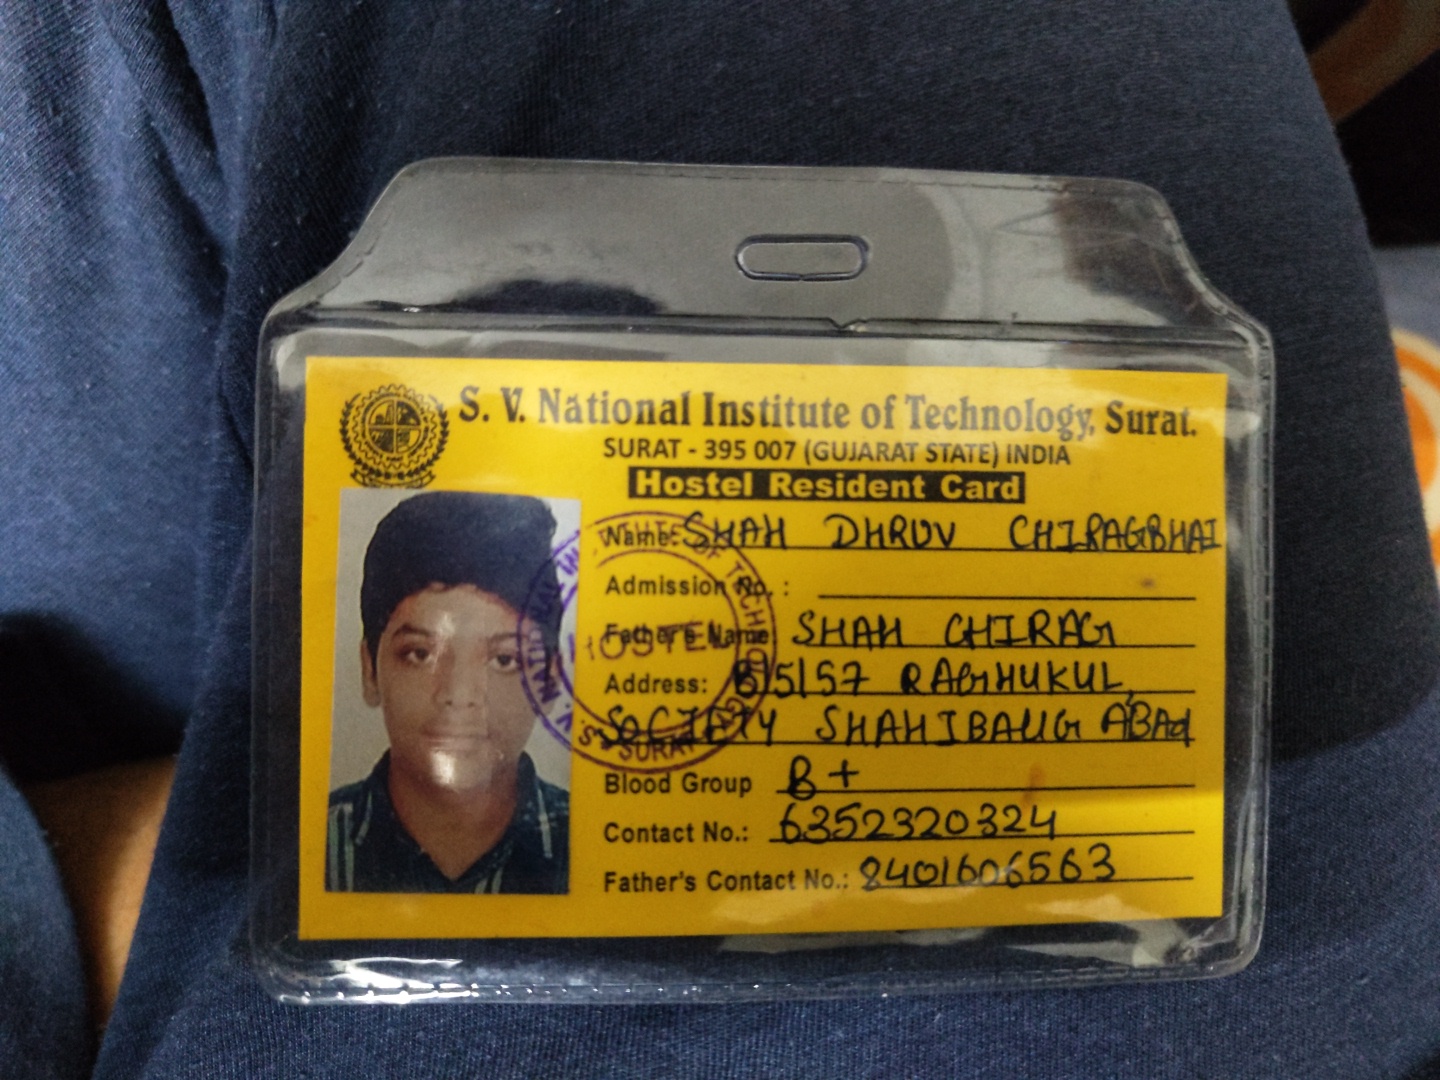 S. V. National Institute of Technology, Surat.
SURAT - 395 007 (GUJARAT STATE) INDIA
Hostel Resident Card
Name: SHAH DHRUV CHIRAGBHAI
Admission No. :
Father's Name SHAH CHIRAG
Address: B/5/57 RAGHUKUL,
SOCIETY SHAHIBAUG ABAd
Blood Group B+
Contact No.: 6352320324
Father's Contact No.: 8401606563
HOSTEL
SURAT